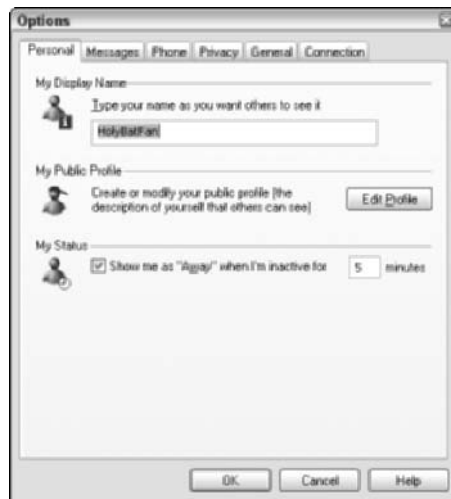 Options
Personal Messages Phone Privacy General Connection
My Display Name
Type your name as you want others to see it
HolyBatFan
My Public Profile
Create or modify your public profile (the
description of yourself that others can see)
Edit Profile
My Status
Show me as "Away" when I'm inactive for 5 minutes
OK Cancel Help